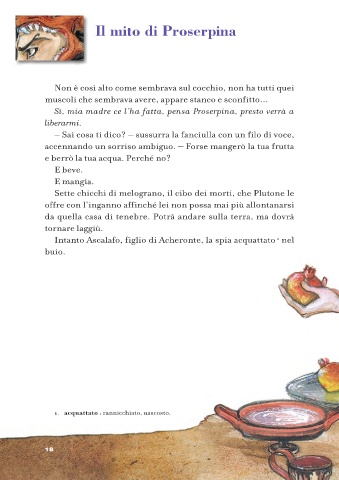 Il mito di Proserpina
Non è così alto come sembrava sul cocchio, non ha tutti quei
muscoli che sembrava avere, appare stanco e sconfitto...
Sì, mia madre ce l'ha fatta, pensa Proserpina, presto verrà a
liberarmi.
– Sai cosa ti dico? – sussurra la fanciulla con un filo di voce,
accennando un sorriso ambiguo. – Forse mangerò la tua frutta
e berrò la tua acqua. Perché no?
E beve.
E mangia.
Sette chicchi di melograno, il cibo dei morti, che Plutone le
offre con l'inganno affinché lei non possa mai più allontanarsi
da quella casa di tenebre. Potrà andare sulla terra, ma dovrà
tornare laggiù.
Intanto Ascalafo, figlio di Acheronte, la spia acquattato¹ nel
buio.
1. acquattato : rannicchiato, nascosto.
18